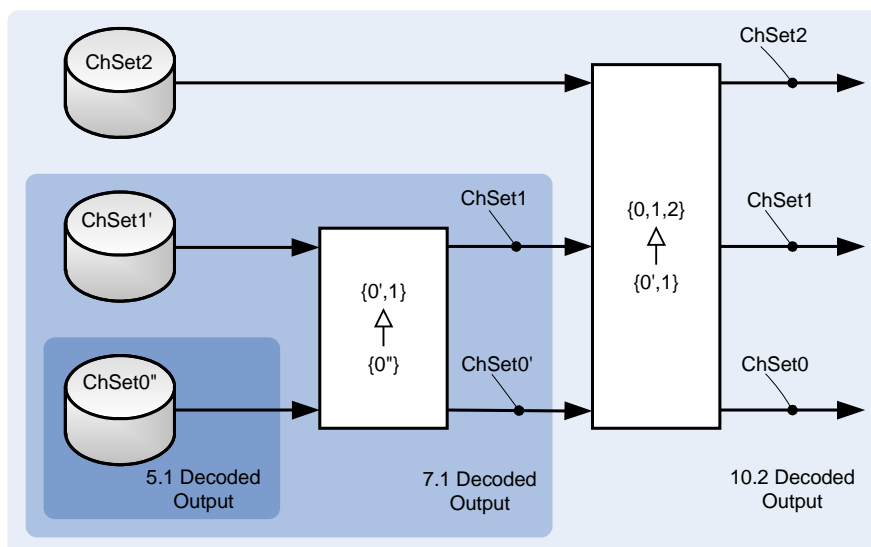 ChSet2
ChSet2
ChSet1'
ChSet1
{0,1,2}
{0',1}
ChSet1
{0',1}
{0"}
ChSet0"
ChSet0'
ChSet0
5.1 Decoded
Output
7.1 Decoded
Output
10.2 Decoded
Output